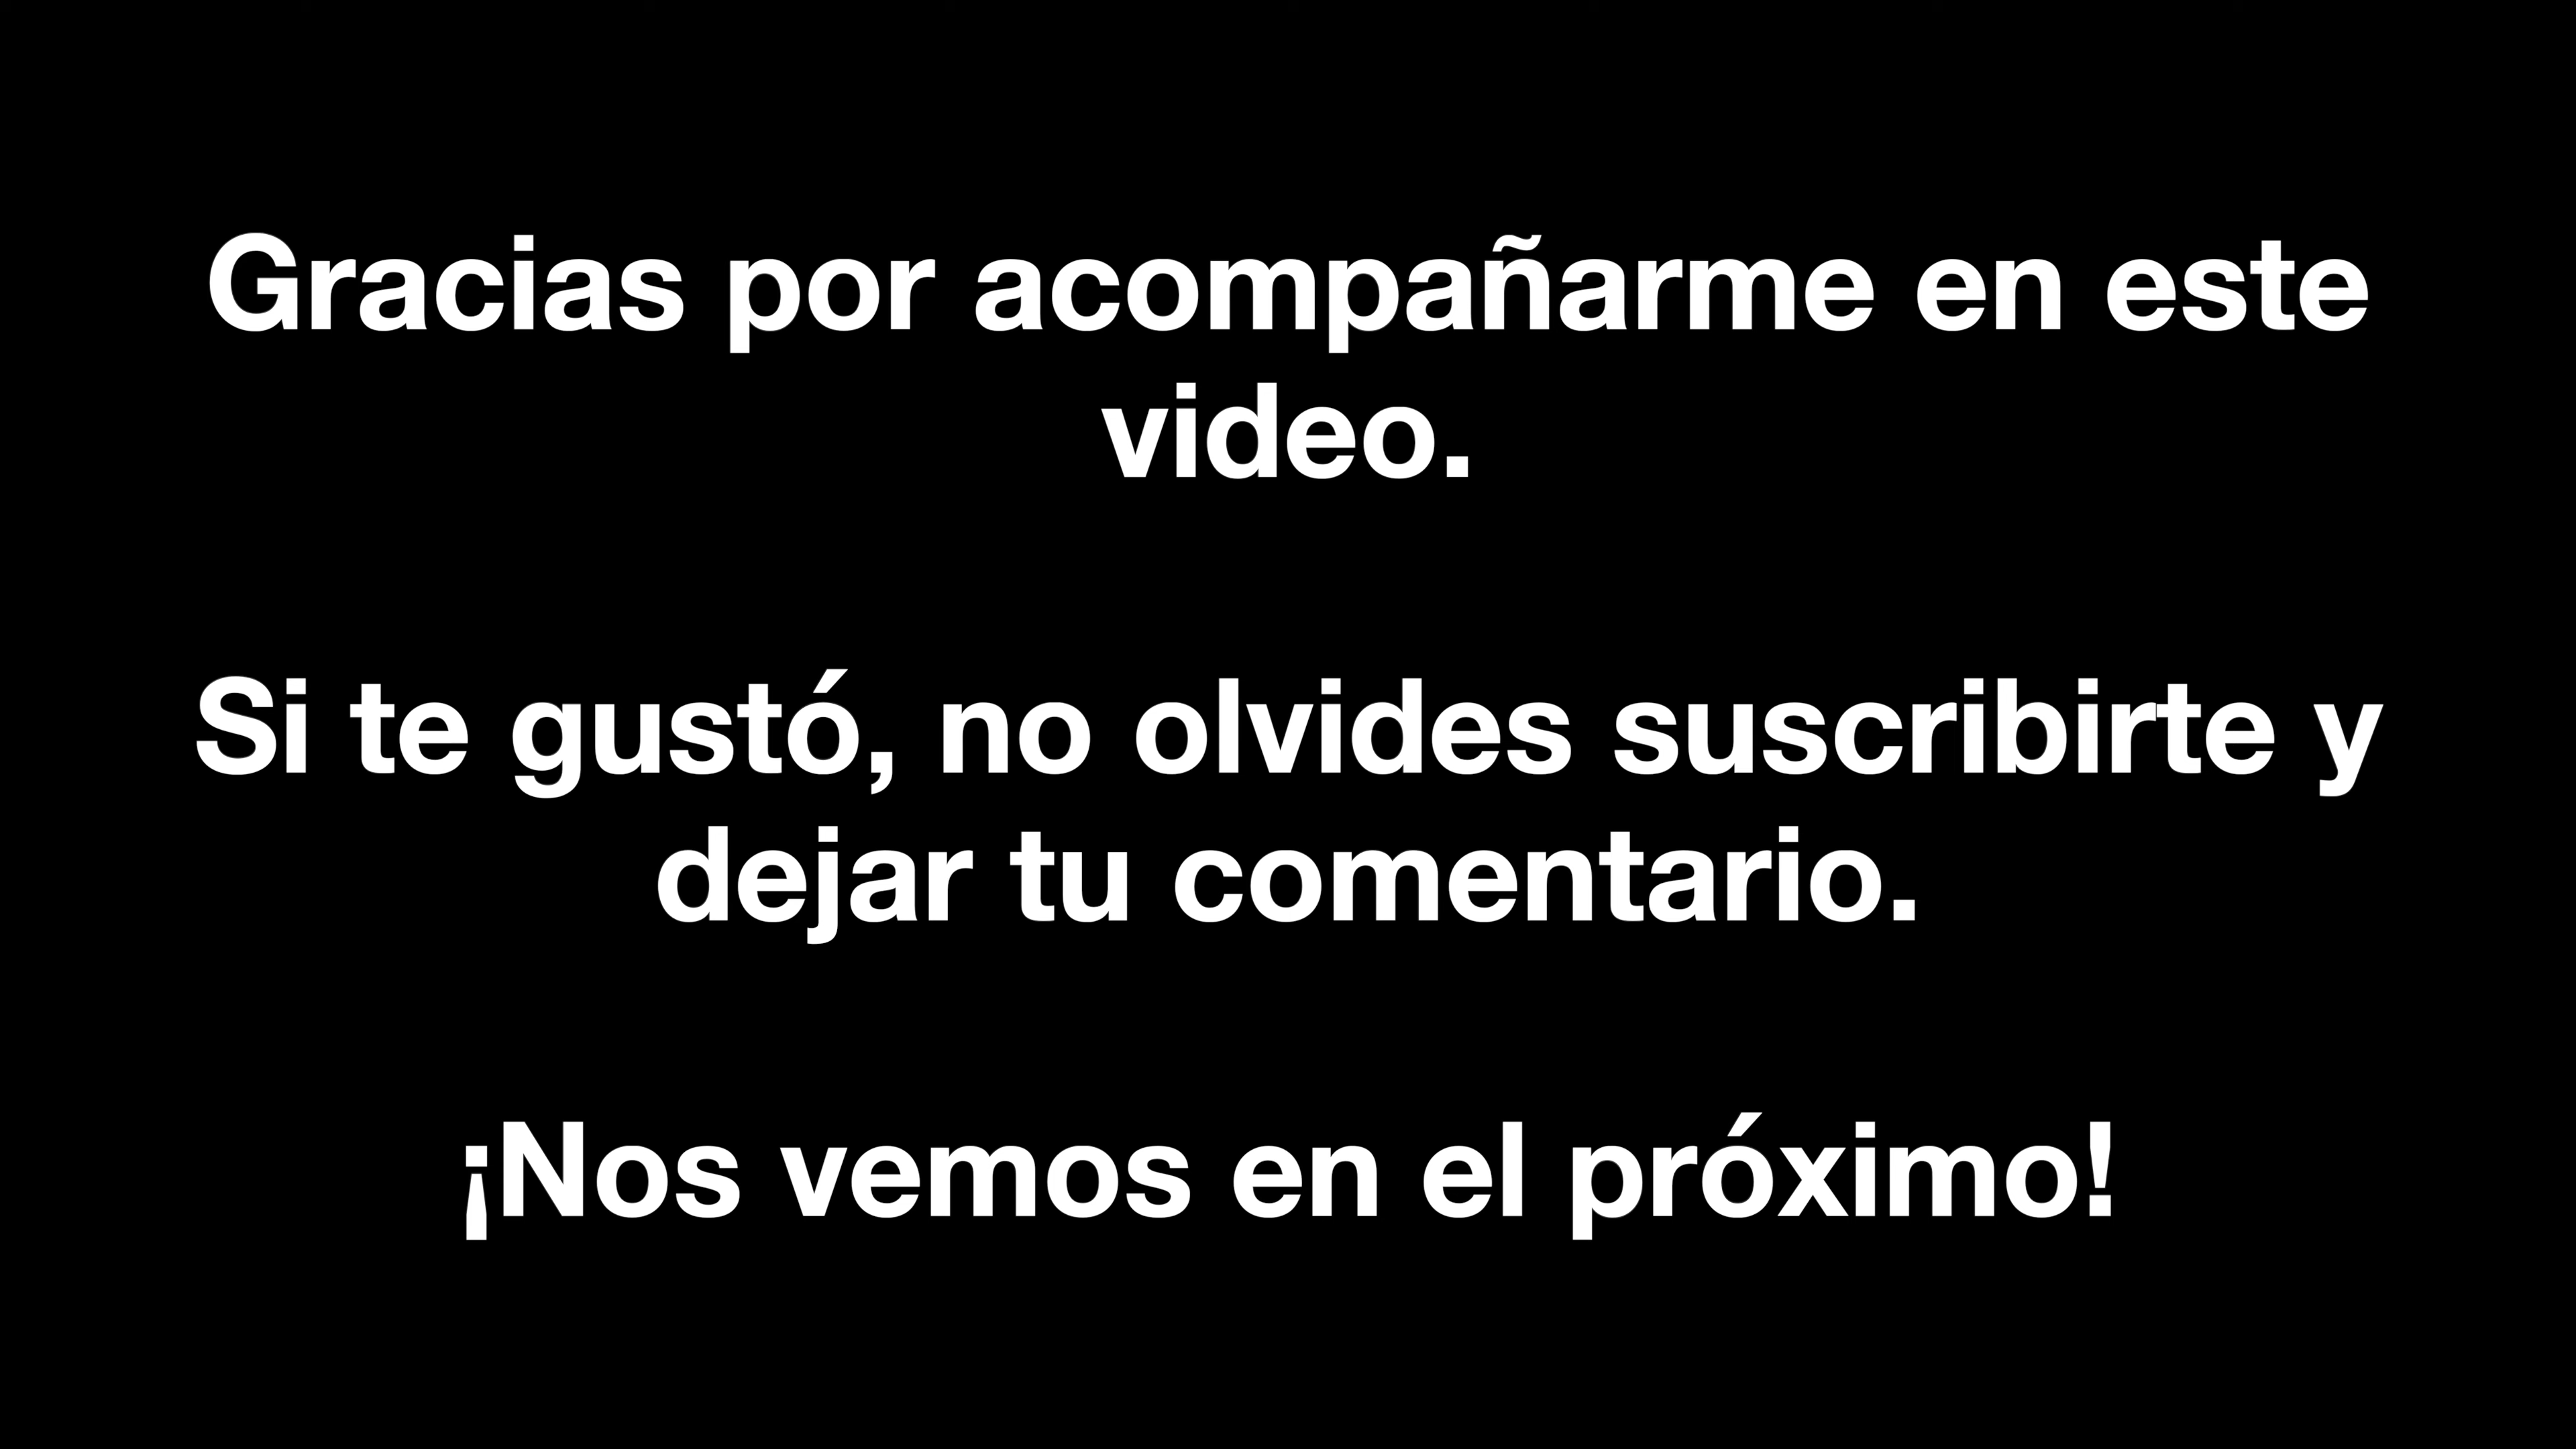 Gracias por acompañarme en este
video.
Si te gustó, no olvides suscribirte y
dejar tu comentario.
¡Nos vemos en el próximo!